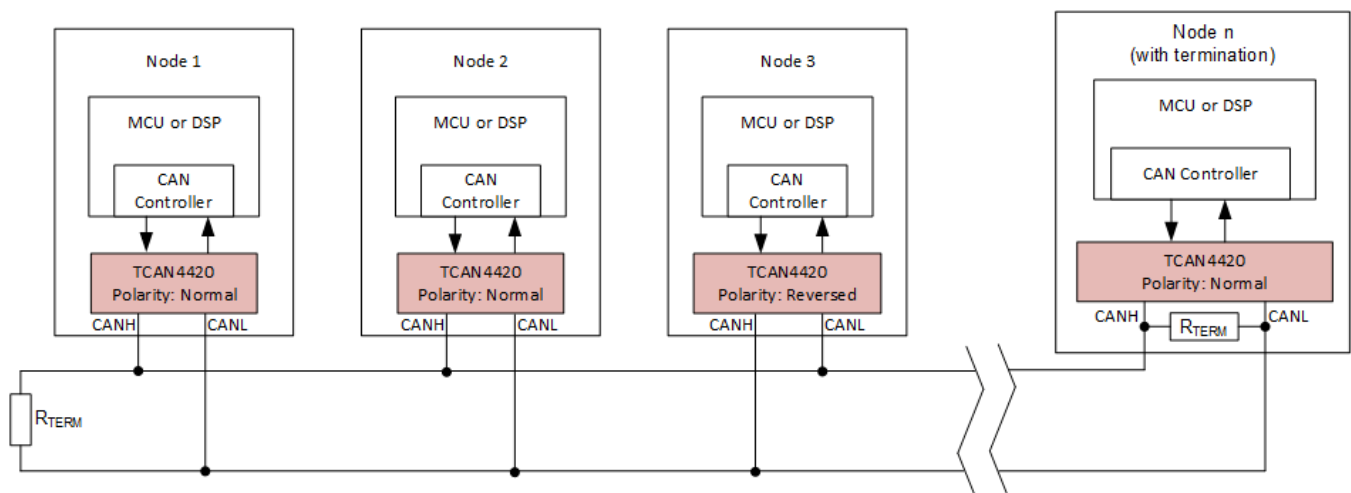 Node 1
MCU or DSP
CAN
Controller
TCAN4420
Polarity: Normal
CANH
CANL
Node 2
MCU or DSP
CAN
Controller
TCAN4420
Polarity: Normal
CANH
CANL
Node 3
MCU or DSP
CAN
Controller
TCAN4420
Polarity: Reversed
CANH
CANL
Node n
(with termination)
MCU or DSP
CAN Controller
TCAN4420
Polarity: Normal
CANH
RTERM
CANL
RTERM